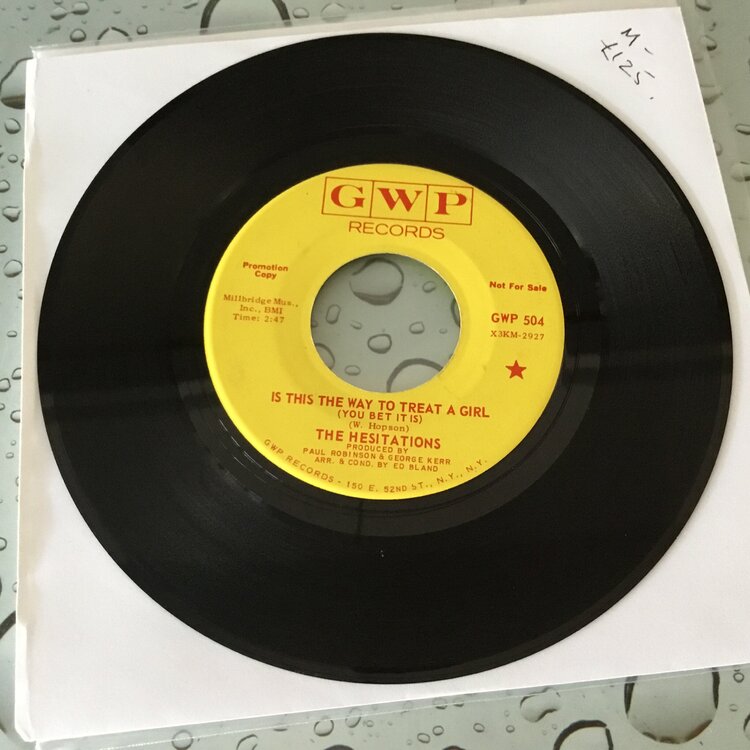 M-
£125.
GWP
RECORDS
Promotion
Copy
Not For Sale
Millbridge Mus.,
Inc., BMI
Time: 2:47
GWP 504
X3KM-2927
IS THIS THE WAY TO TREAT A GIRL
(YOU BET IT IS)
(W. Hopson)
THE HESITATIONS
PRODUCED BY
PAUL ROBINSON & GEORGE KERR
ARR. & COND. BY ED BLAND
GWP RECORDS - 150 E. 52ND ST., N.Y., N.Y.